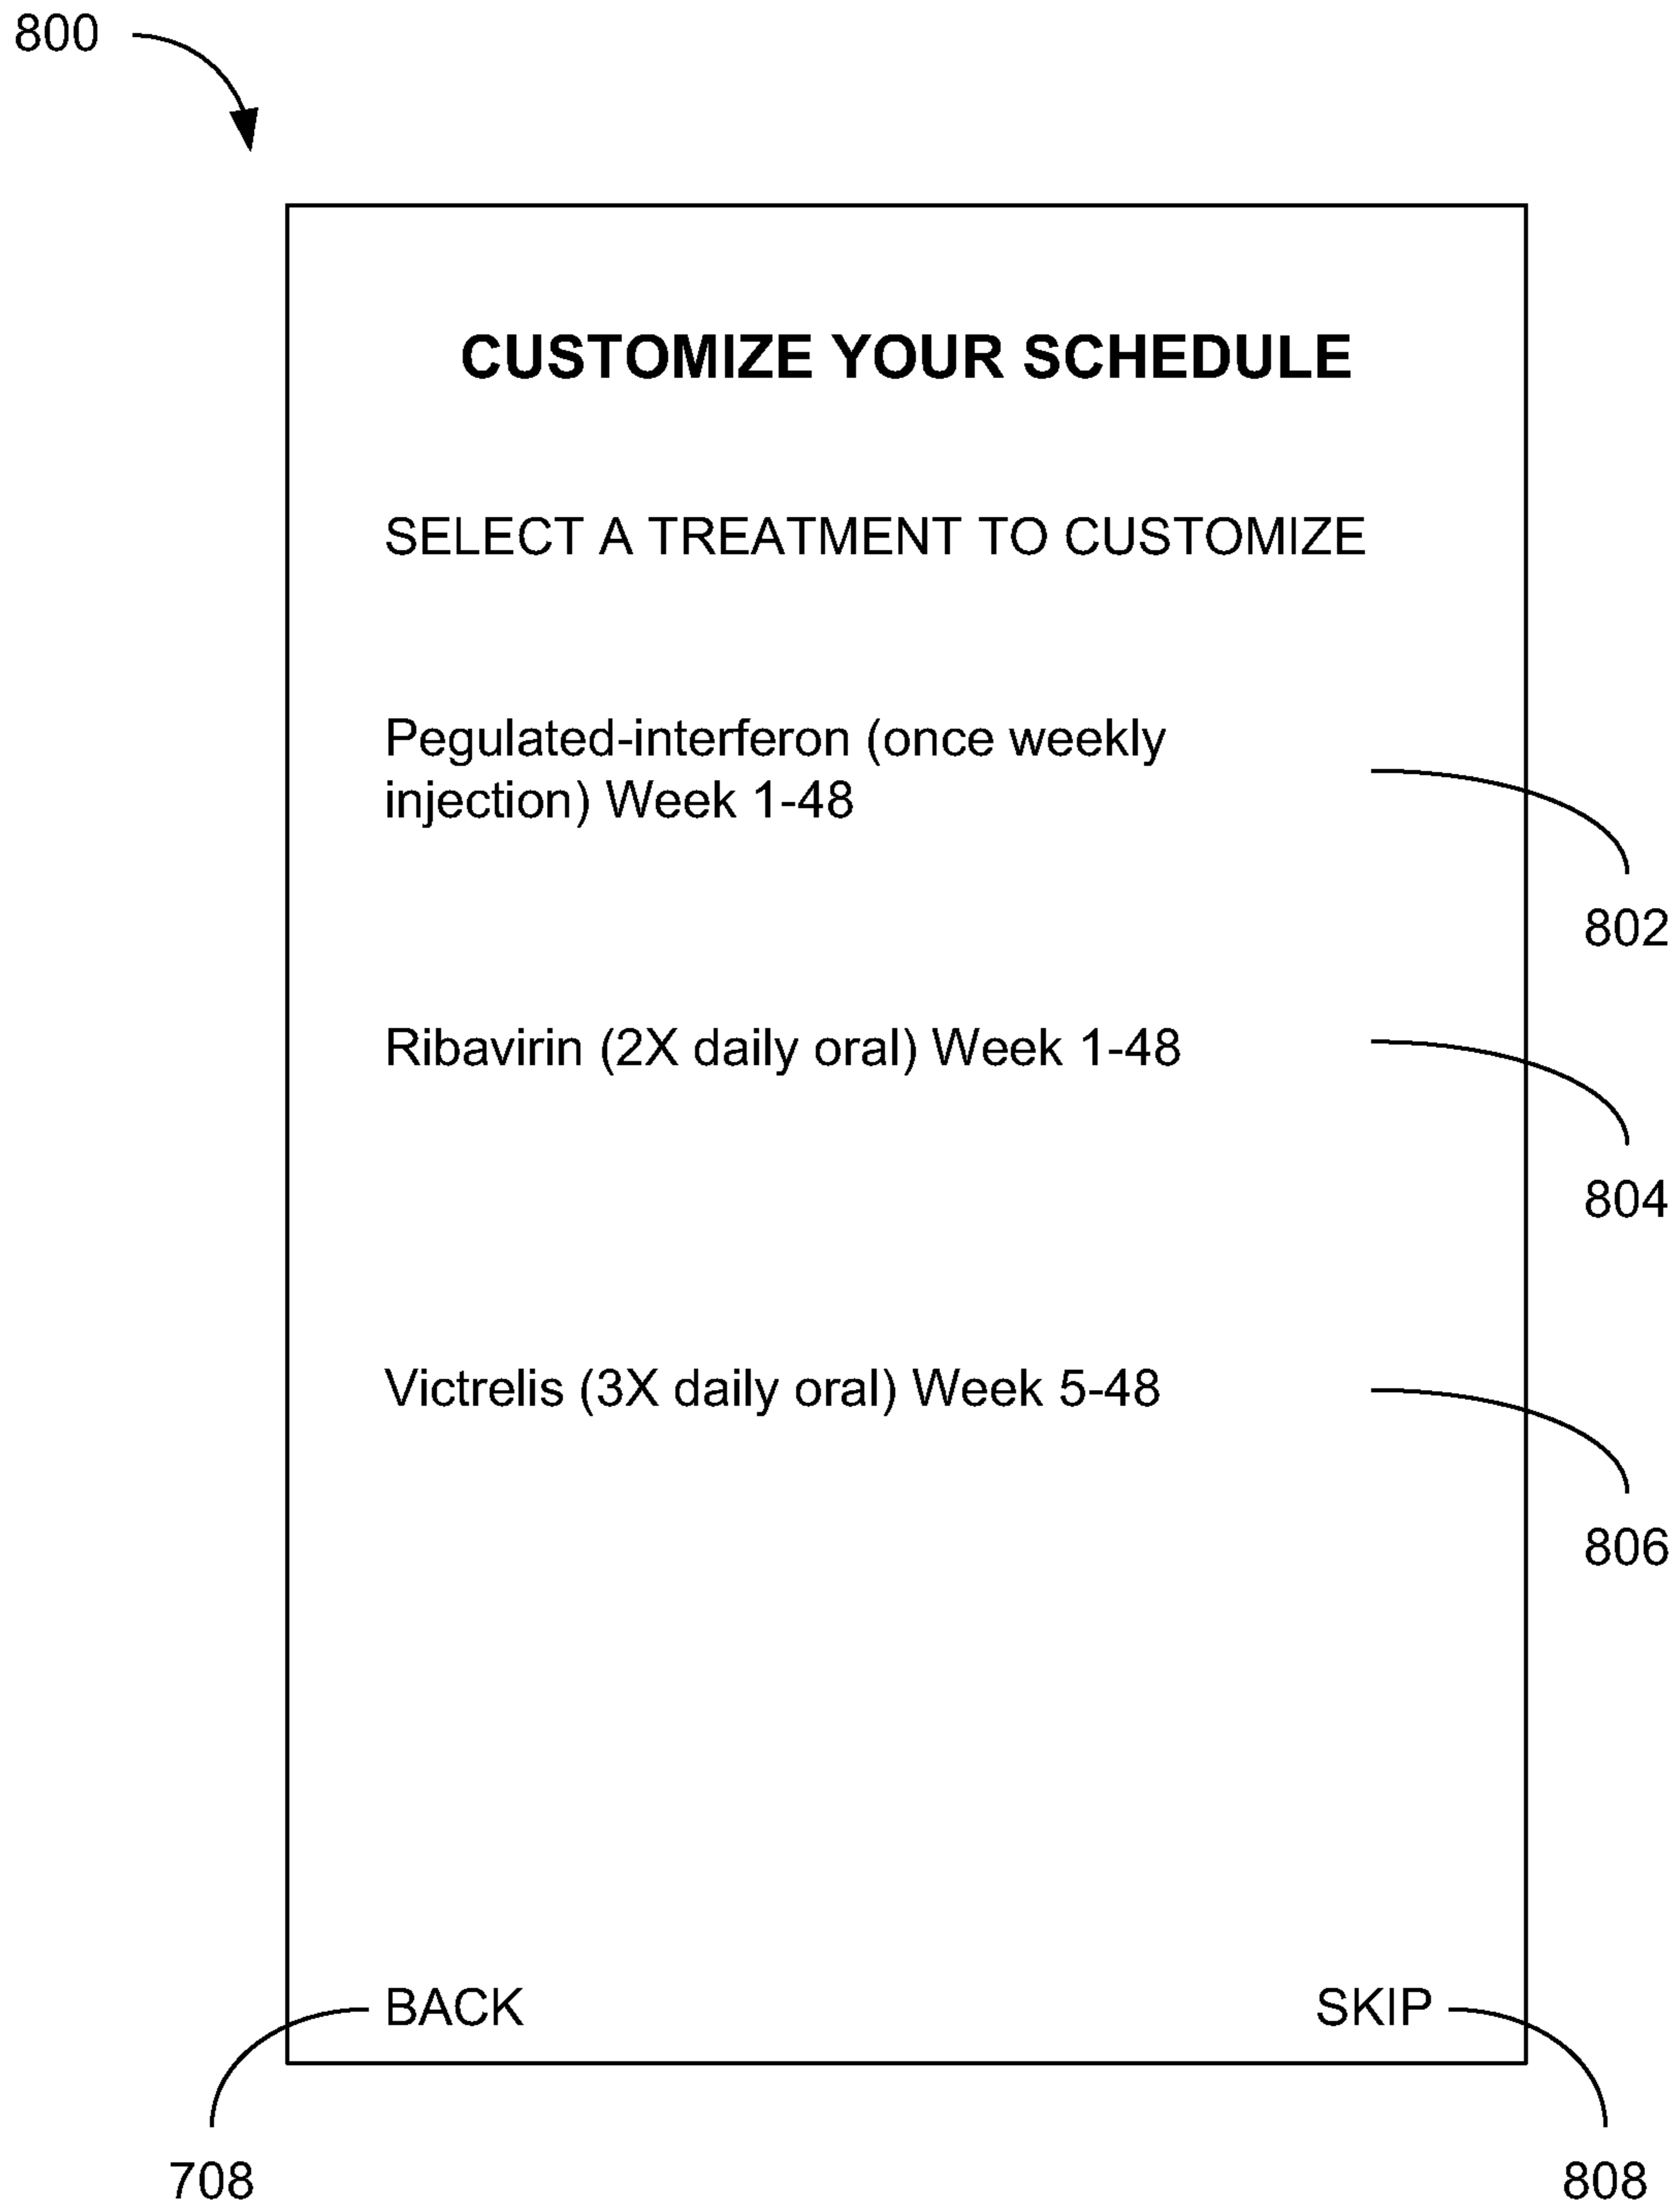 800
CUSTOMIZE YOUR SCHEDULE
SELECT A TREATMENT TO CUSTOMIZE
Pegulated-interferon (once weekly
injection) Week 1-48
802
Ribavirin (2X daily oral) Week 1-48
804
Victrelis (3X daily oral) Week 5-48
806
BACK
SKIP
708
808